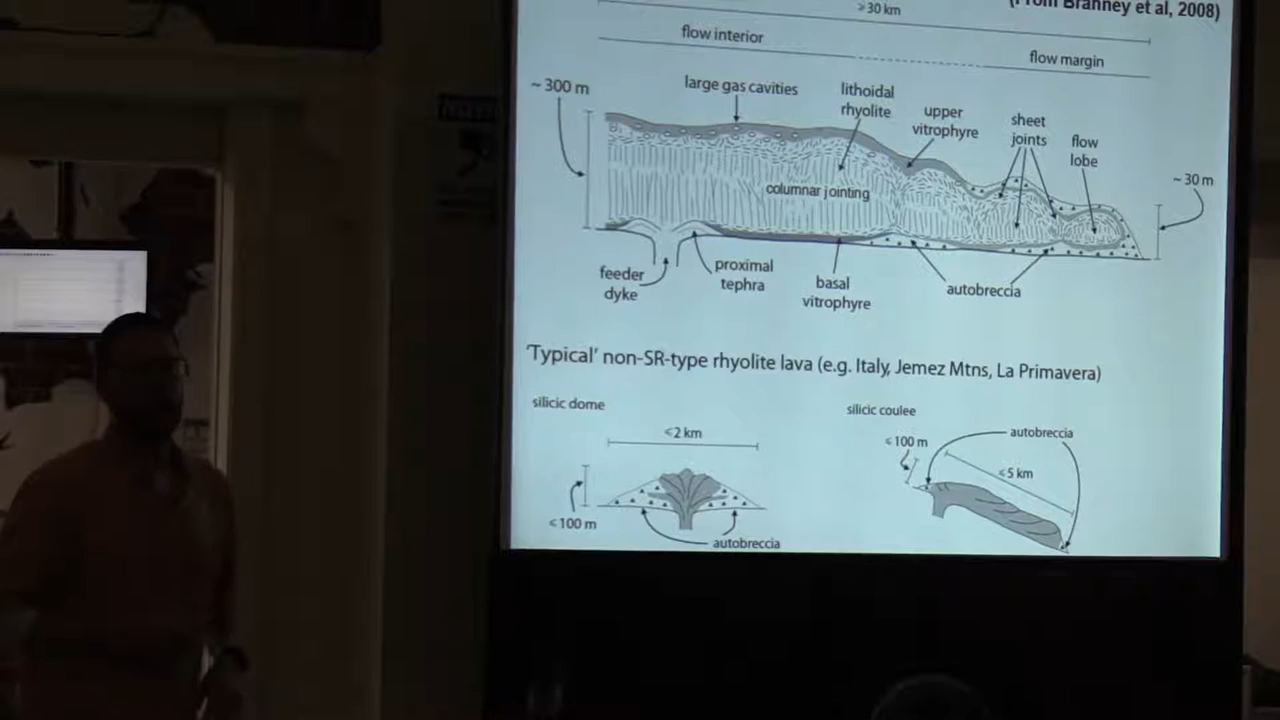 (From Branney et al, 2008)
⩾30 km
flow interior
flow margin
~ 300 m
large gas cavities
lithoidal
rhyolite
upper
vitrophyre
sheet
joints
flow
lobe
~ 30 m
columnar jointing
feeder
dyke
proximal
tephra
basal
vitrophyre
autobreccia
'Typical' non-SR-type rhyolite lava (e.g. Italy, Jemez Mtns, La Primavera)
silicic dome
silicic coulee
⩽2 km
⩽100 m
autobreccia
⩽100 m
autobreccia
⩽5 km